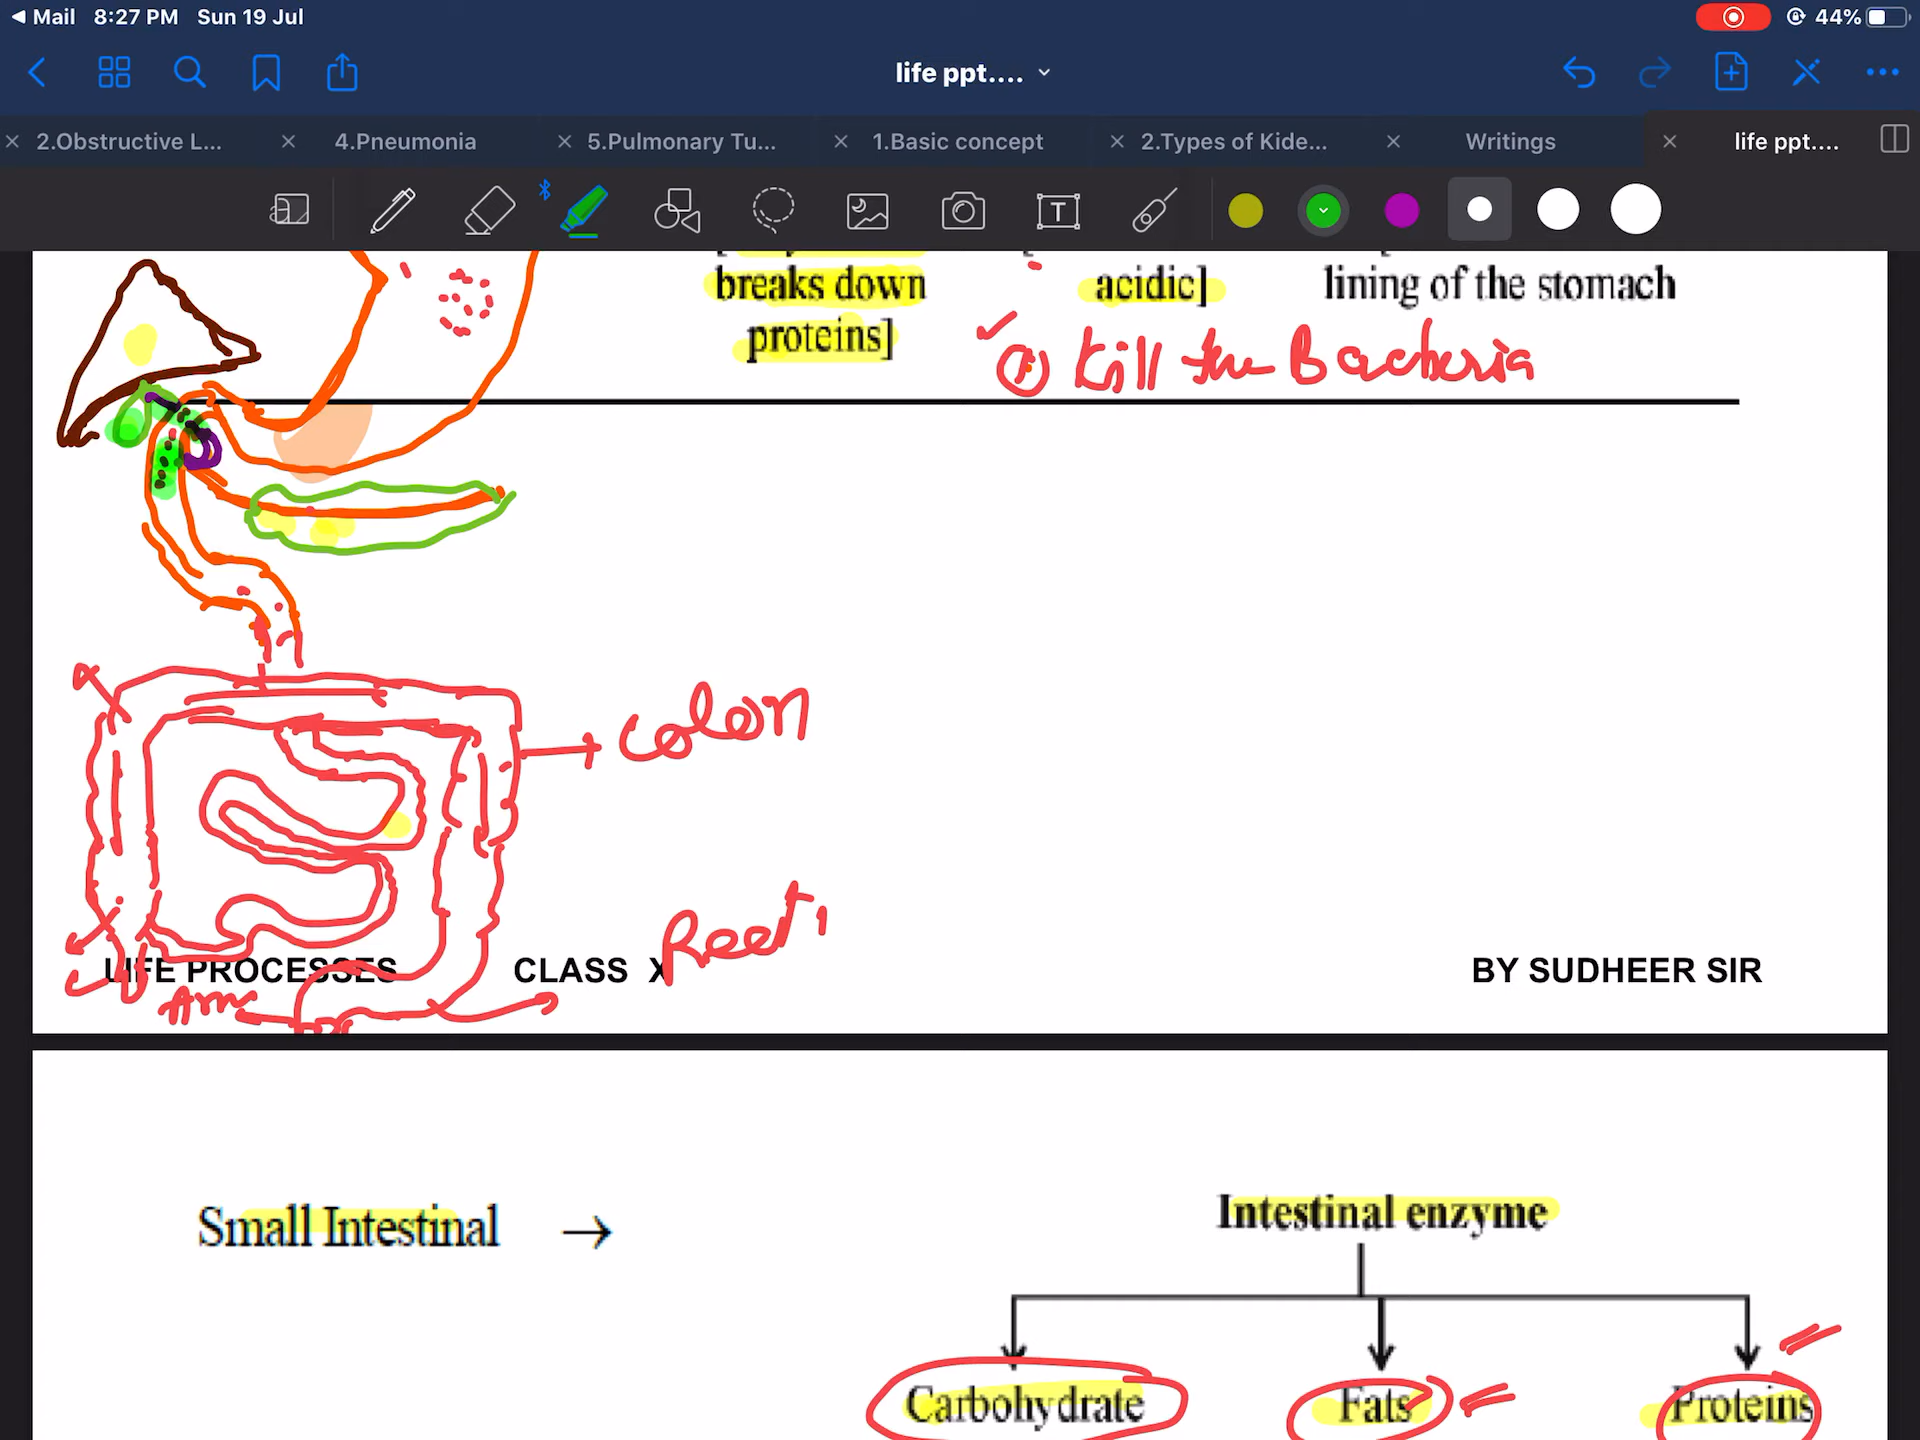 Mail 8:27 PM Sun 19 Jul
44%
life ppt....
2.Obstructive L...
4.Pneumonia
5.Pulmonary Tu...
1.Basic concept
2.Types of Kide...
Writings
life ppt....
breaks down
proteins]
acidic]
lining of the stomach
Kill the Bacteria
Colon
Rect
LIFE PROCESSES CLASS X
BY SUDHEER SIR
Small Intestinal →
Intestinal enzyme
Carbohydrate
Fats
Proteins